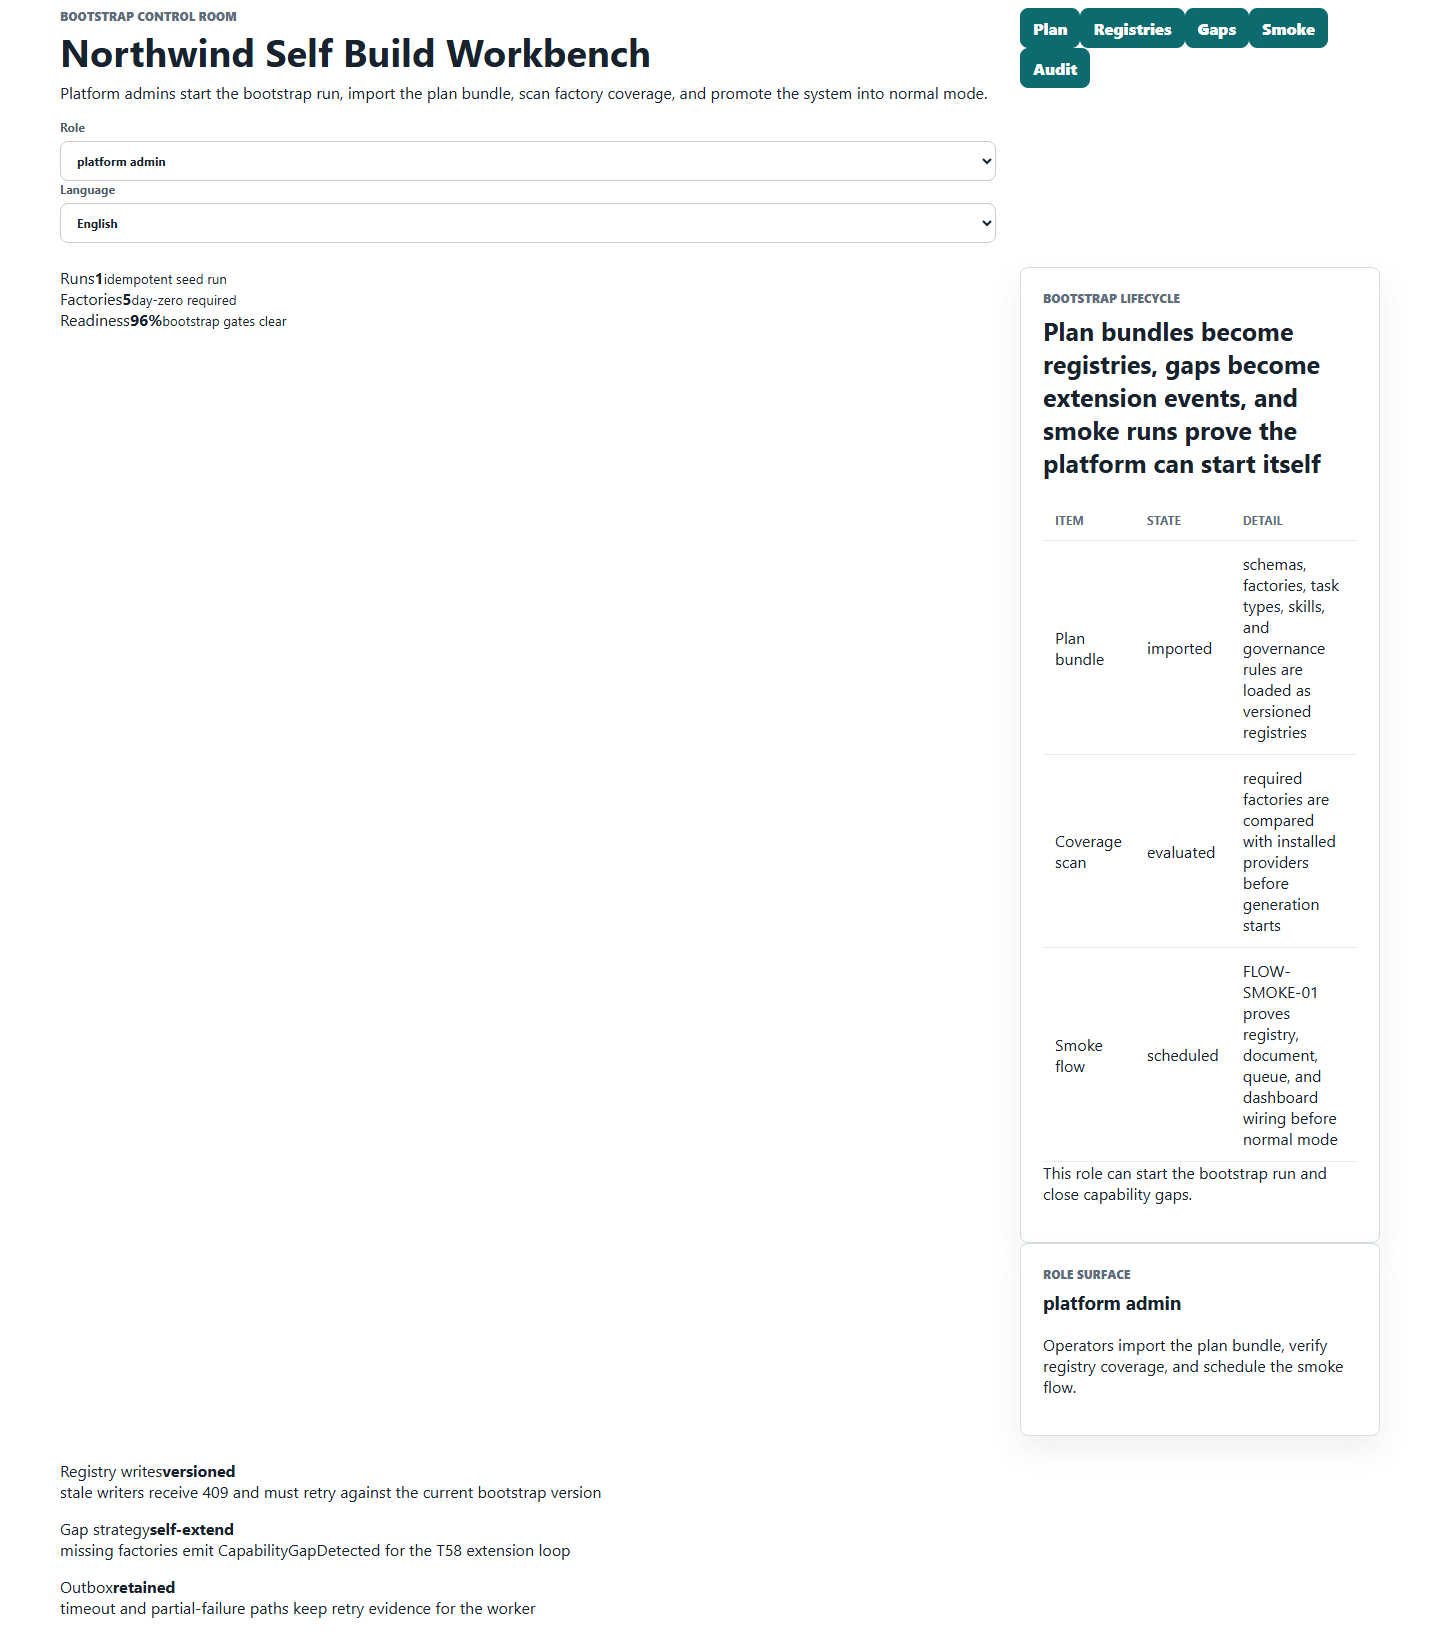 BOOTSTRAP CONTROL ROOM
Northwind Self Build Workbench
Platform admins start the bootstrap run, import the plan bundle, scan factory coverage, and promote the system into normal mode.
Role
platform admin
Language
English
Plan Registries Gaps Smoke
Audit
Runs1idempotent seed run
Factories5day-zero required
Readiness96%bootstrap gates clear
BOOTSTRAP LIFECYCLE
Plan bundles become
registries, gaps become
extension events, and
smoke runs prove the
platform can start itself
ITEM STATE DETAIL
Plan
bundle
imported
schemas,
factories, task
types, skills,
and
governance
rules are
loaded as
versioned
registries
Coverage
scan
evaluated
required
factories are
compared
with installed
providers
before
generation
starts
Smoke
flow
scheduled
FLOW-
SMOKE-01
proves
registry,
document,
queue, and
dashboard
wiring before
normal mode
This role can start the bootstrap run and
close capability gaps.
ROLE SURFACE
platform admin
Operators import the plan bundle, verify
registry coverage, and schedule the smoke
flow.
Registry writesversioned
stale writers receive 409 and must retry against the current bootstrap version
Gap strategyself-extend
missing factories emit CapabilityGapDetected for the T58 extension loop
Outboxretained
timeout and partial-failure paths keep retry evidence for the worker